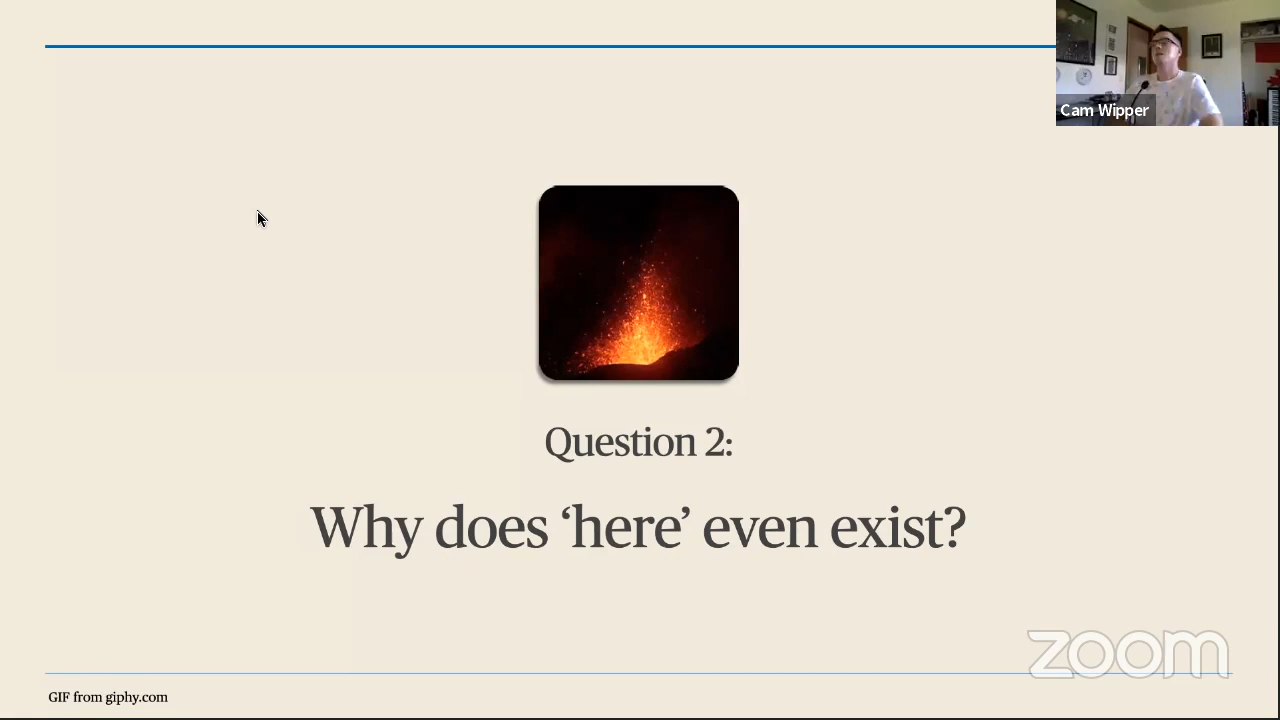 Cam Wipper
Question 2:
Why does ‘here’ even exist?
zoom
GIF from giphy.com